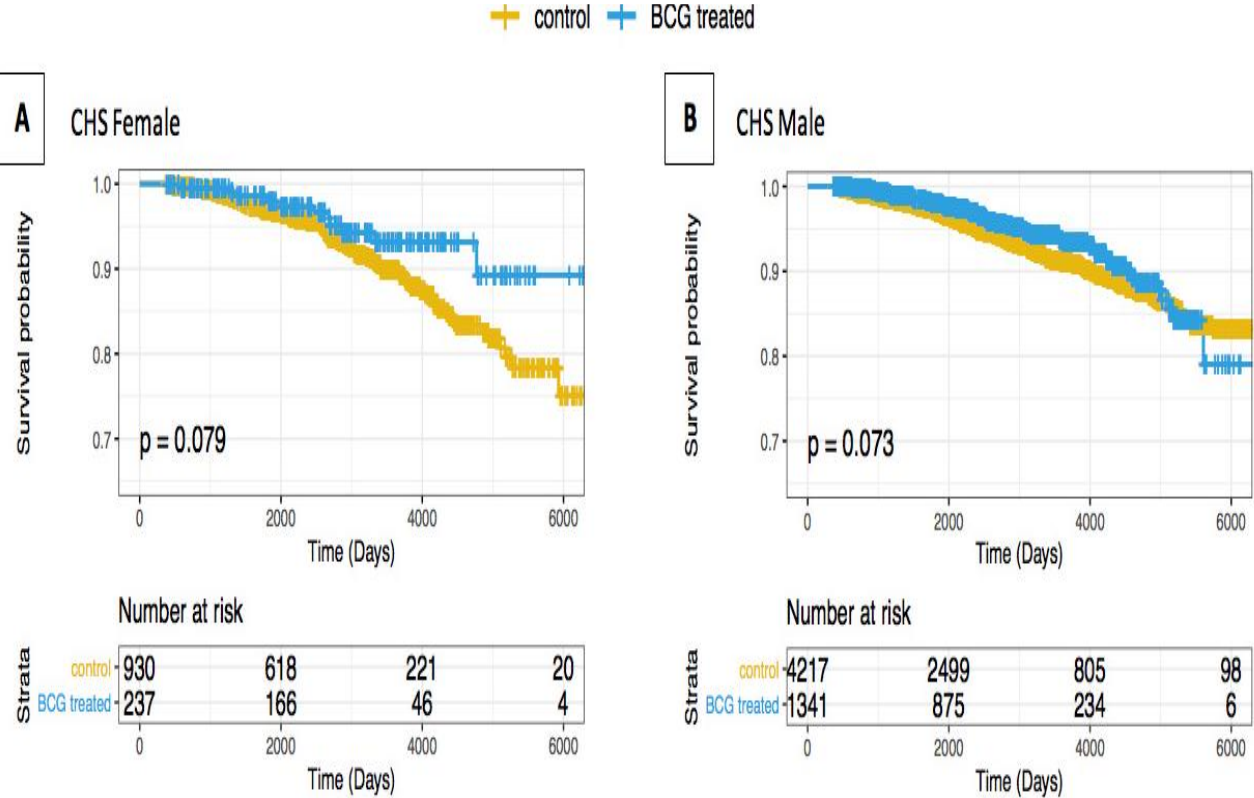 control BCG treated
A CHS Female
1.0
0.9
0.8
0.7
Survival probability
p = 0.079
0 2000 4000 6000
Time (Days)
Number at risk
Strata
control 930 618 221 20
BCG treated 237 166 46 4
0 2000 4000 6000
Time (Days)
B CHS Male
1.0
0.9
0.8
0.7
Survival probability
p = 0.073
0 2000 4000 6000
Time (Days)
Number at risk
Strata
control 4217 2499 805 98
BCG treated 1341 875 234 6
0 2000 4000 6000
Time (Days)